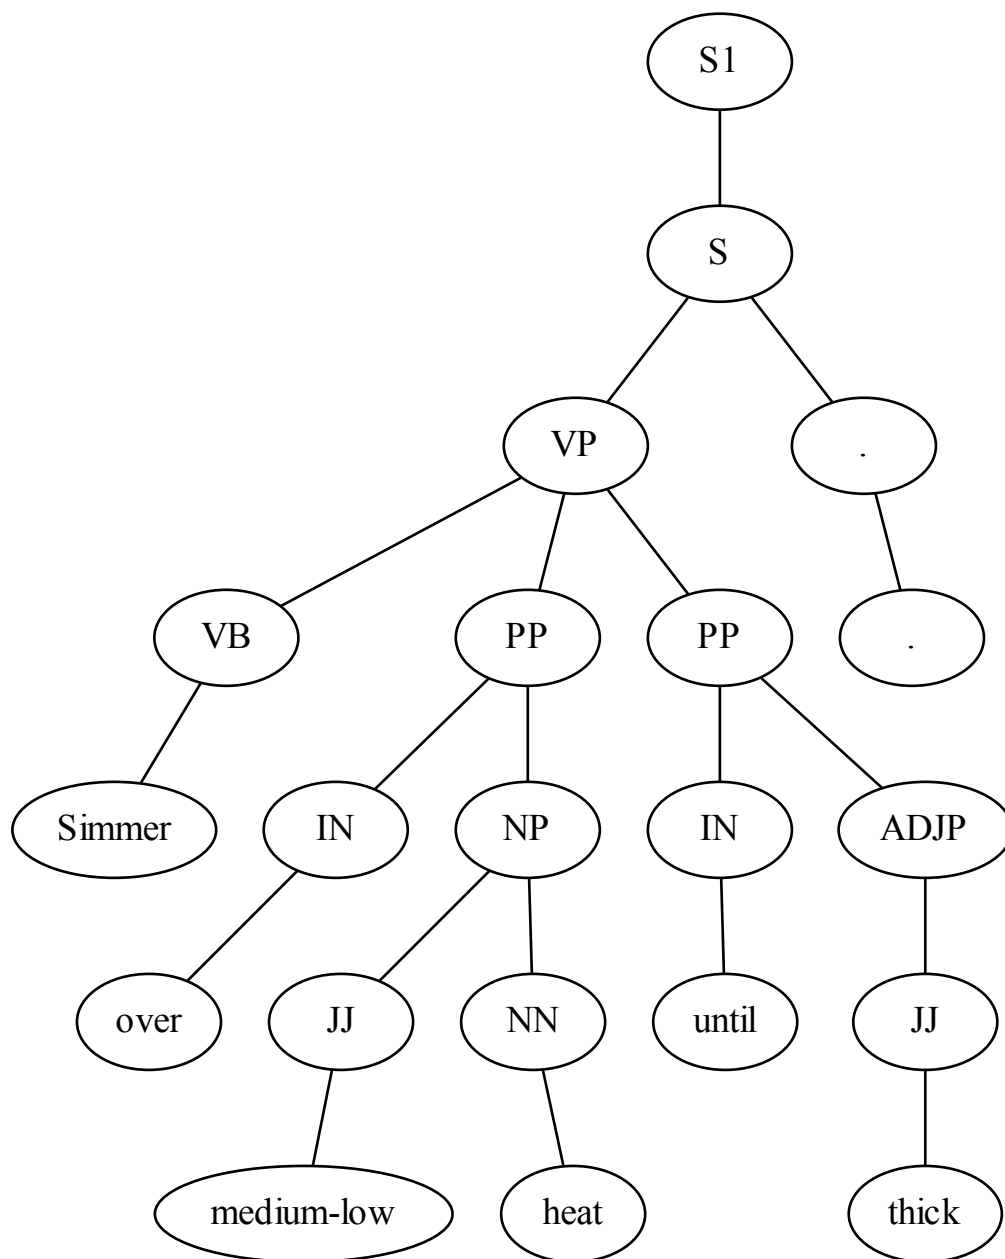 S1
S
VP .
VB PP PP .
Simmer IN NP IN ADJP
over JJ NN until JJ
medium-low heat thick